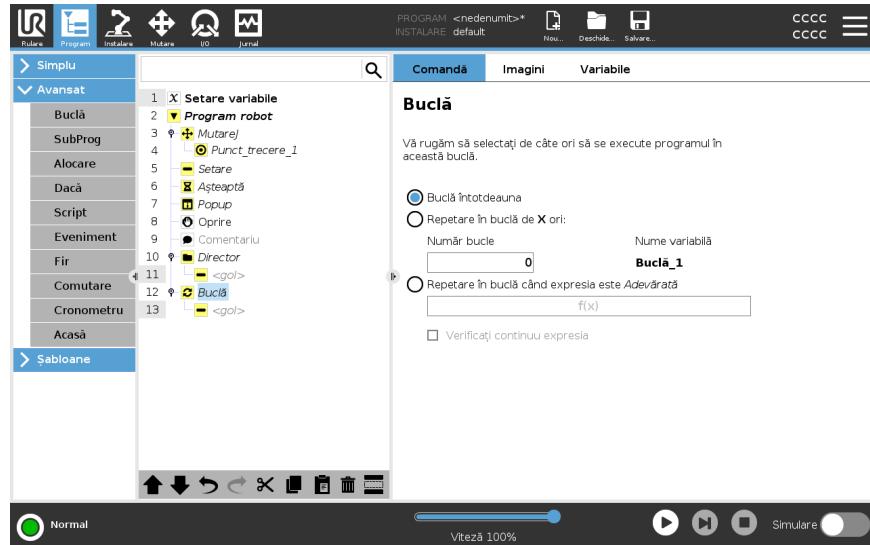 UR
Rulare
Program
Instalare
Mutare
I/O
Jurnal
PROGRAM <nedenumit>*
INSTALARE default
Nou...
Deschide...
Salvare...
CCCC
CCCC
Simplu
Avansat
Buclă
SubProg
Alocare
Dacă
Script
Eveniment
Fir
Comutare
Cronometru
Acasă
Șabloane
1 X Setare variabile
2 Program robot
3 MutareJ
4 Punct_trecere_1
5 Setare
6 Așteaptă
7 Popup
8 Oprire
9 Comentariu
10 Director
11 <gol>
12 Buclă
13 <gol>
Comandă Imagini Variabile
Buclă
Vă rugăm să selectați de câte ori să se execute programul în
această buclă.
Buclă întotdeauna
Repetare în buclă de X ori:
Număr bucle Nume variabilă
0 Buclă_1
Repetare în buclă când expresia este Adevărată
f(x)
Verificați continuu expresia
Normal
Viteză 100%
Simulare